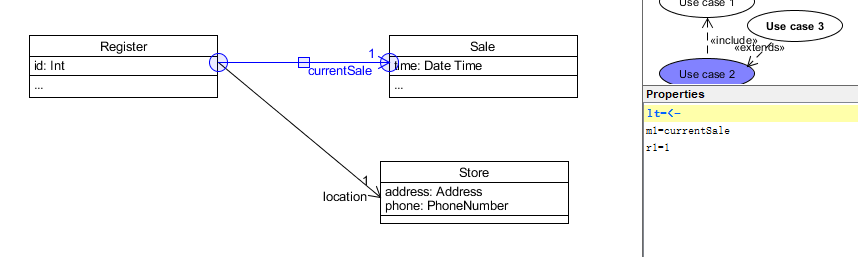 Register
id: Int
...
1
currentSale
Sale
time: Date Time
...
1
location
Store
address: Address
phone: PhoneNumber
Use case 1
Use case 3
«include»
«extends»
Use case 2
Properties
lt=<-
m1=currentSale
r1=1